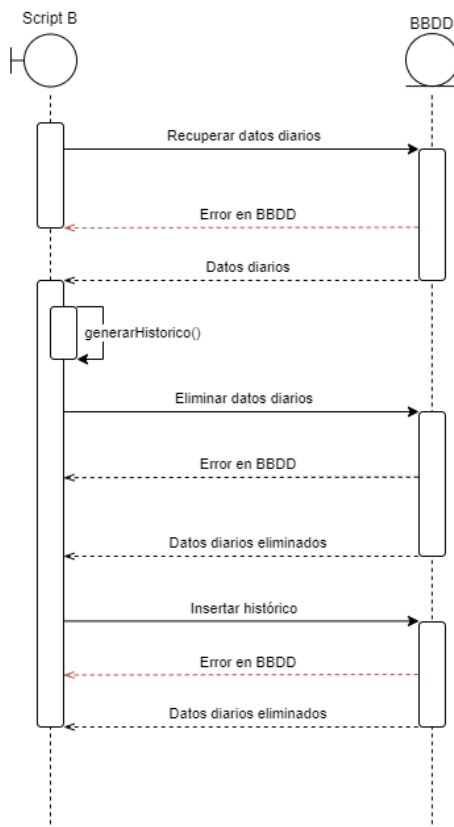 Script B
BBDD
Recuperar datos diarios
Error en BBDD
Datos diarios
generarHistorico()
Eliminar datos diarios
Error en BBDD
Datos diarios eliminados
Insertar histórico
Error en BBDD
Datos diarios eliminados